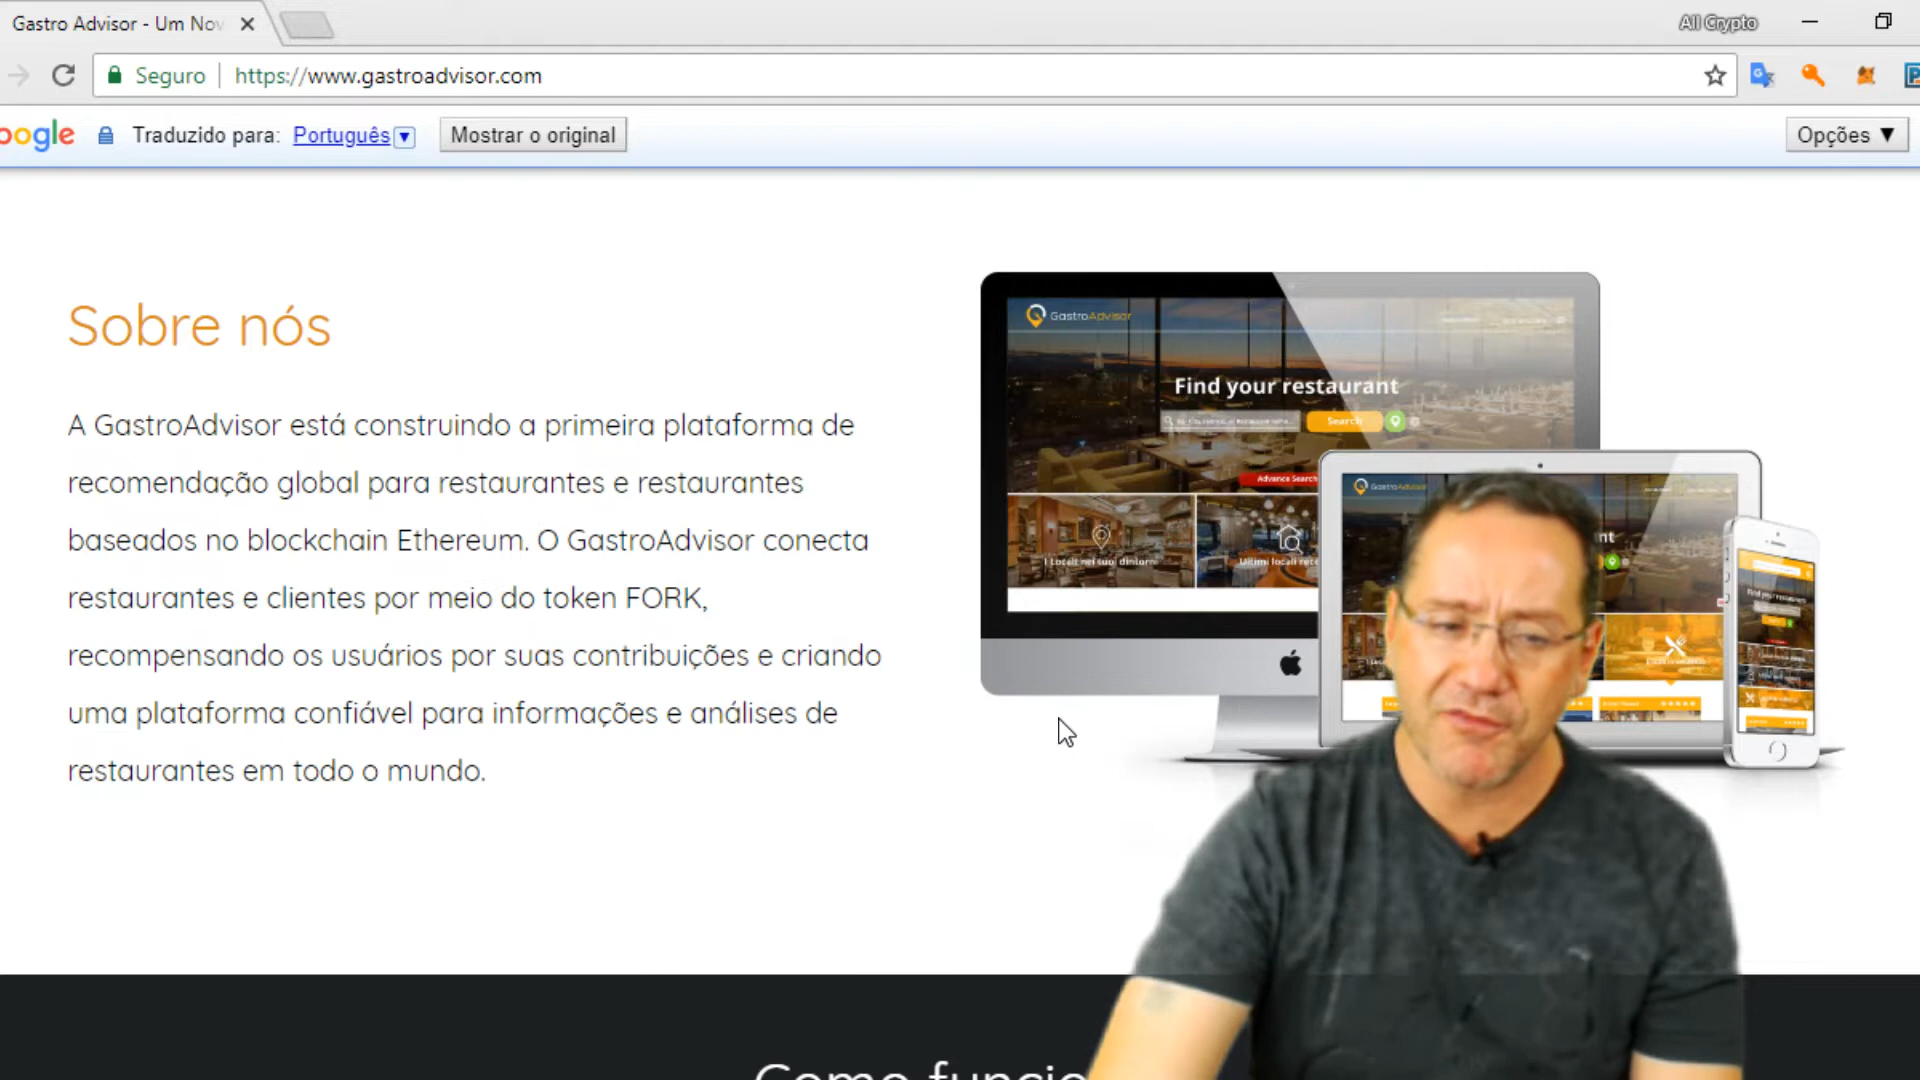 Gastro Advisor - Um Nov
All Crypto
Seguro
https://www.gastroadvisor.com
oogle
Traduzido para: Português
Mostrar o original
Opções
Sobre nós
A GastroAdvisor está construindo a primeira plataforma de
recomendação global para restaurantes e restaurantes
baseados no blockchain Ethereum. O GastroAdvisor conecta
restaurantes e clientes por meio do token FORK,
recompensando os usuários por suas contribuições e criando
uma plataforma confiável para informações e análises de
restaurantes em todo o mundo.
GastroAdvisor
Find your restaurant
Search
Advance Search
I Locali nei tuoi dintorni
Ultimi locali rece
GastroAdvisor
nt
Find your restaurant
Como funcio